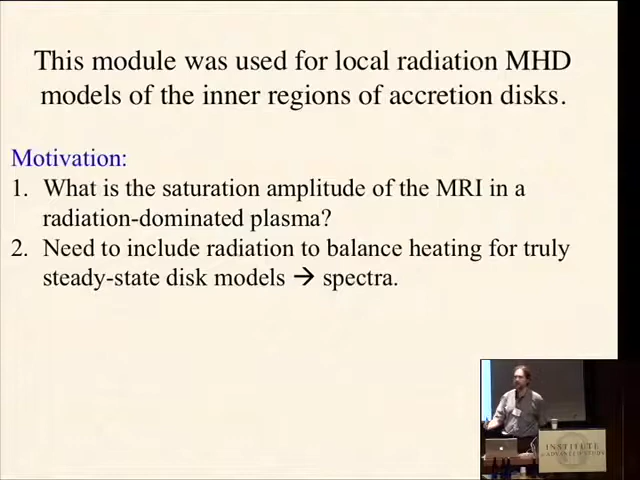 This module was used for local radiation MHD
models of the inner regions of accretion disks.
Motivation:
1. What is the saturation amplitude of the MRI in a
radiation-dominated plasma?
2. Need to include radiation to balance heating for truly
steady-state disk models → spectra.
INSTITUTE
for ADVANCED STUDY